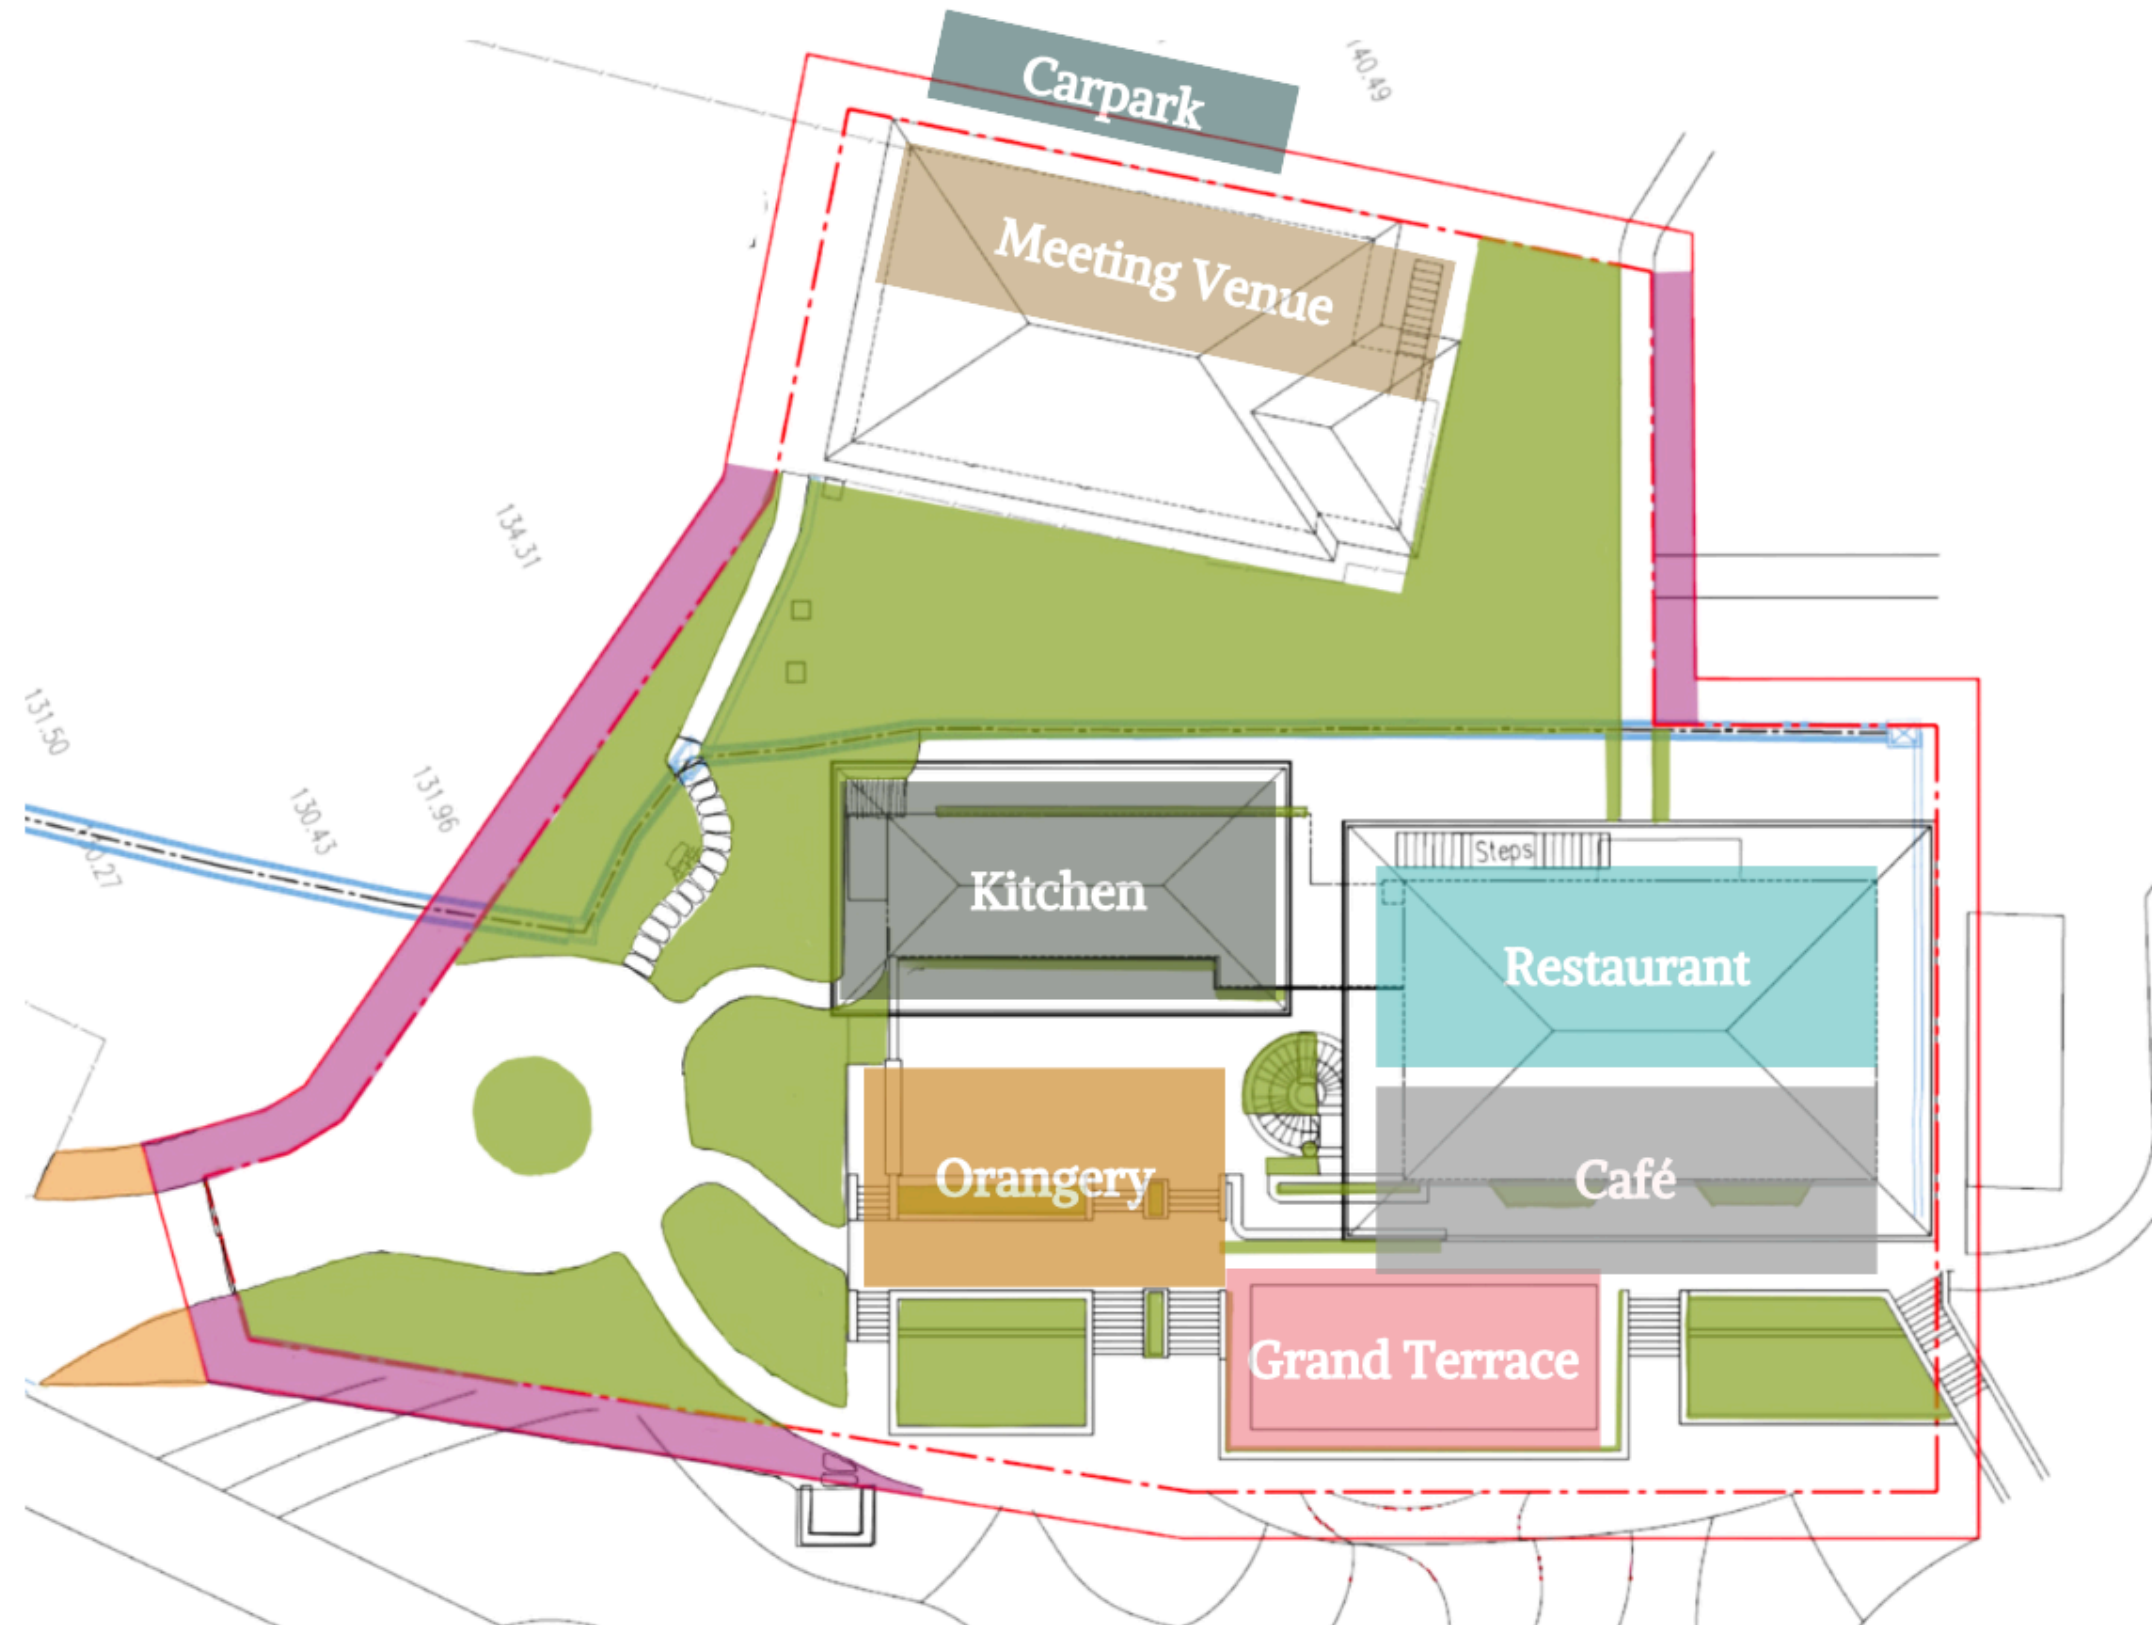 Carpark
140.49
Meeting Venue
134.31
131.50
131.96
130.43
Steps
Kitchen
Restaurant
Orangery
Café
Grand Terrace